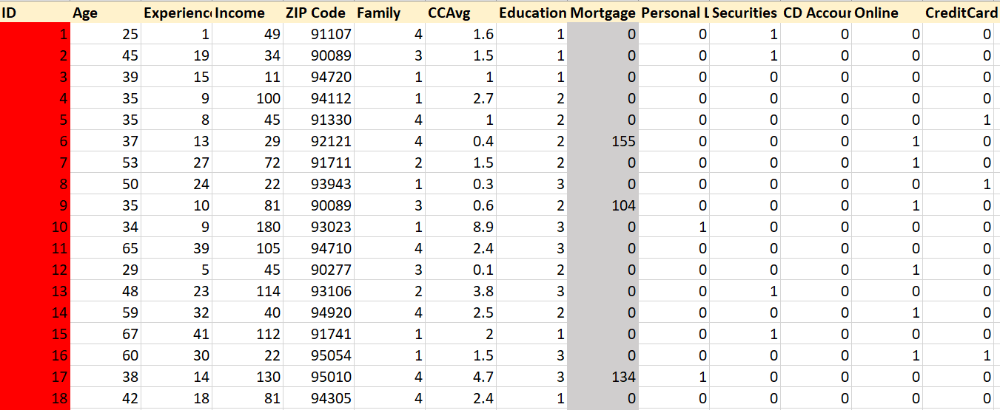 ID Age Experienc Income ZIP Code Family CCAvg Education Mortgage Personal L Securities CD Accour Online CreditCard
1 25 1 49 91107 4 1.6 1 0 0 1 0 0 0
2 45 19 34 90089 3 1.5 1 0 0 1 0 0 0
3 39 15 11 94720 1 1 1 0 0 0 0 0 0
4 35 9 100 94112 1 2.7 2 0 0 0 0 0 0
5 35 8 45 91330 4 1 2 0 0 0 0 0 1
6 37 13 29 92121 4 0.4 2 155 0 0 0 1 0
7 53 27 72 91711 2 1.5 2 0 0 0 0 1 0
8 50 24 22 93943 1 0.3 3 0 0 0 0 0 1
9 35 10 81 90089 3 0.6 2 104 0 0 0 1 0
10 34 9 180 93023 1 8.9 3 0 1 0 0 0 0
11 65 39 105 94710 4 2.4 3 0 0 0 0 0 0
12 29 5 45 90277 3 0.1 2 0 0 0 0 1 0
13 48 23 114 93106 2 3.8 3 0 0 1 0 0 0
14 59 32 40 94920 4 2.5 2 0 0 0 0 1 0
15 67 41 112 91741 1 2 1 0 0 1 0 0 0
16 60 30 22 95054 1 1.5 3 0 0 0 0 1 1
17 38 14 130 95010 4 4.7 3 134 1 0 0 0 0
18 42 18 81 94305 4 2.4 1 0 0 0 0 0 0